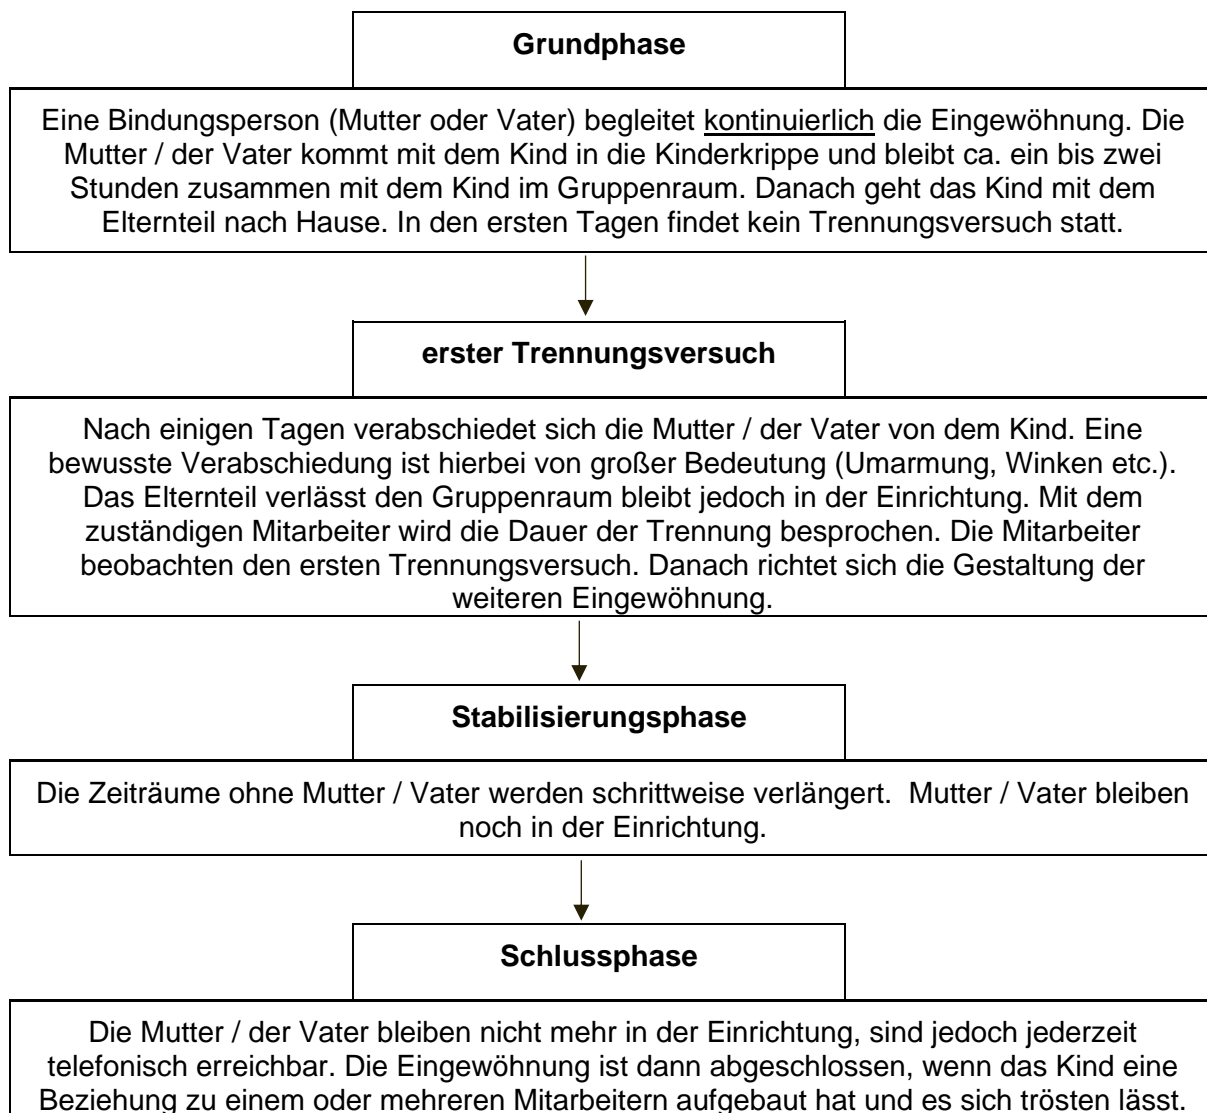 Grundphase
Eine Bindungsperson (Mutter oder Vater) begleitet kontinuierlich die Eingewöhnung. Die
Mutter / der Vater kommt mit dem Kind in die Kinderkrippe und bleibt ca. ein bis zwei
Stunden zusammen mit dem Kind im Gruppenraum. Danach geht das Kind mit dem
Elternteil nach Hause. In den ersten Tagen findet kein Trennungsversuch statt.
erster Trennungsversuch
Nach einigen Tagen verabschiedet sich die Mutter / der Vater von dem Kind. Eine
bewusste Verabschiedung ist hierbei von großer Bedeutung (Umarmung, Winken etc.).
Das Elternteil verlässt den Gruppenraum bleibt jedoch in der Einrichtung. Mit dem
zuständigen Mitarbeiter wird die Dauer der Trennung besprochen. Die Mitarbeiter
beobachten den ersten Trennungsversuch. Danach richtet sich die Gestaltung der
weiteren Eingewöhnung.
Stabilisierungsphase
Die Zeiträume ohne Mutter / Vater werden schrittweise verlängert.  Mutter / Vater bleiben
noch in der Einrichtung.
Schlussphase
Die Mutter / der Vater bleiben nicht mehr in der Einrichtung, sind jedoch jederzeit
telefonisch erreichbar. Die Eingewöhnung ist dann abgeschlossen, wenn das Kind eine
Beziehung zu einem oder mehreren Mitarbeitern aufgebaut hat und es sich trösten lässt.